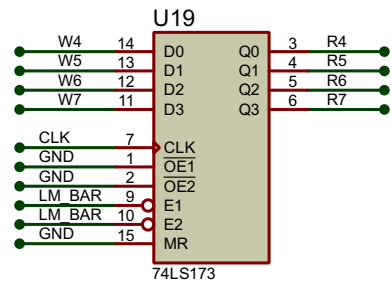 U19
W4 14 D0 Q0 3 R4
W5 13 D1 Q1 4 R5
W6 12 D2 Q2 5 R6
W7 11 D3 Q3 6 R7
CLK 7 CLK
GND 1 OE1
GND 2 OE2
LM_BAR 9 E1
LM_BAR 10 E2
GND 15 MR
74LS173